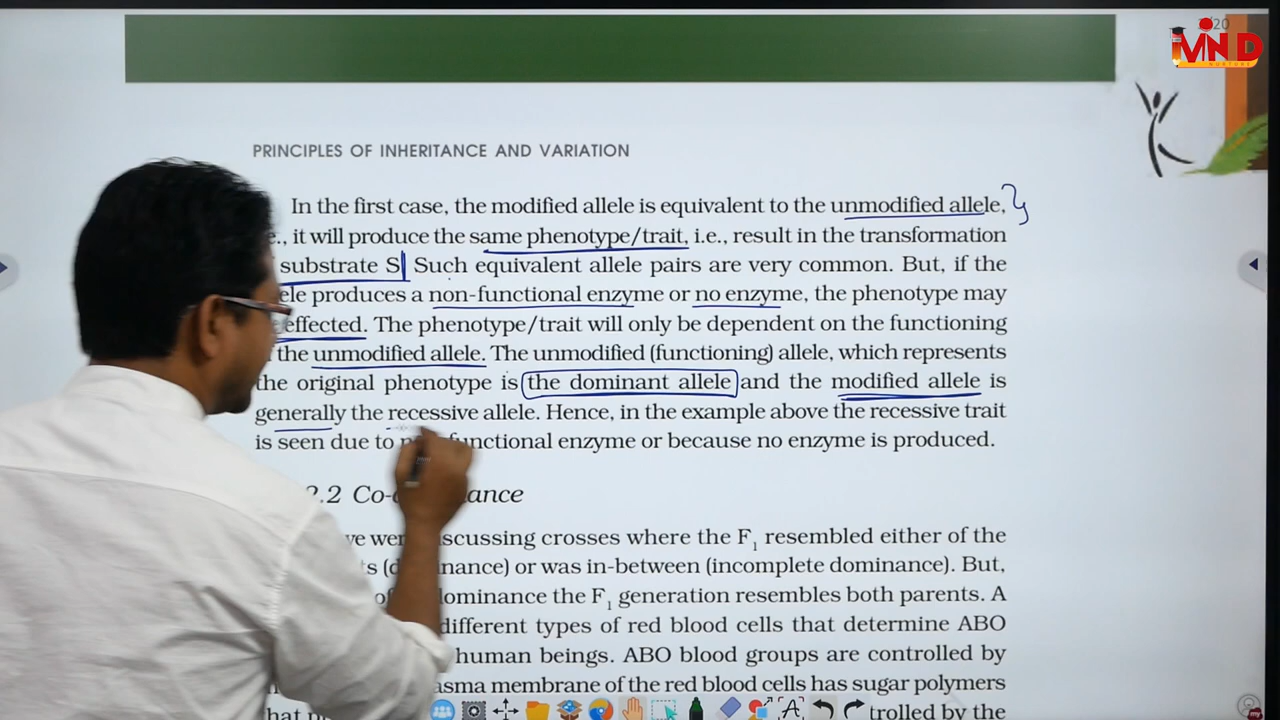 20
iMIND
NURTURE
PRINCIPLES OF INHERITANCE AND VARIATION
In the first case, the modified allele is equivalent to the unmodified allele,
it will produce the same phenotype/trait, i.e., result in the transformation
substrate S. Such equivalent allele pairs are very common. But, if the
produces a non-functional enzyme or no enzyme, the phenotype may
effected. The phenotype/trait will only be dependent on the functioning
the unmodified allele. The unmodified (functioning) allele, which represents
the original phenotype is the dominant allele and the modified allele is
generally the recessive allele. Hence, in the example above the recessive trait
is seen due to functional enzyme or because no enzyme is produced.
.2 Co-
we discussing crosses where the F1 resembled either of the
or was in-between (incomplete dominance). But,
dominance the F1 generation resembles both parents. A
different types of red blood cells that determine ABO
human beings. ABO blood groups are controlled by
membrane of the red blood cells has sugar polymers
the